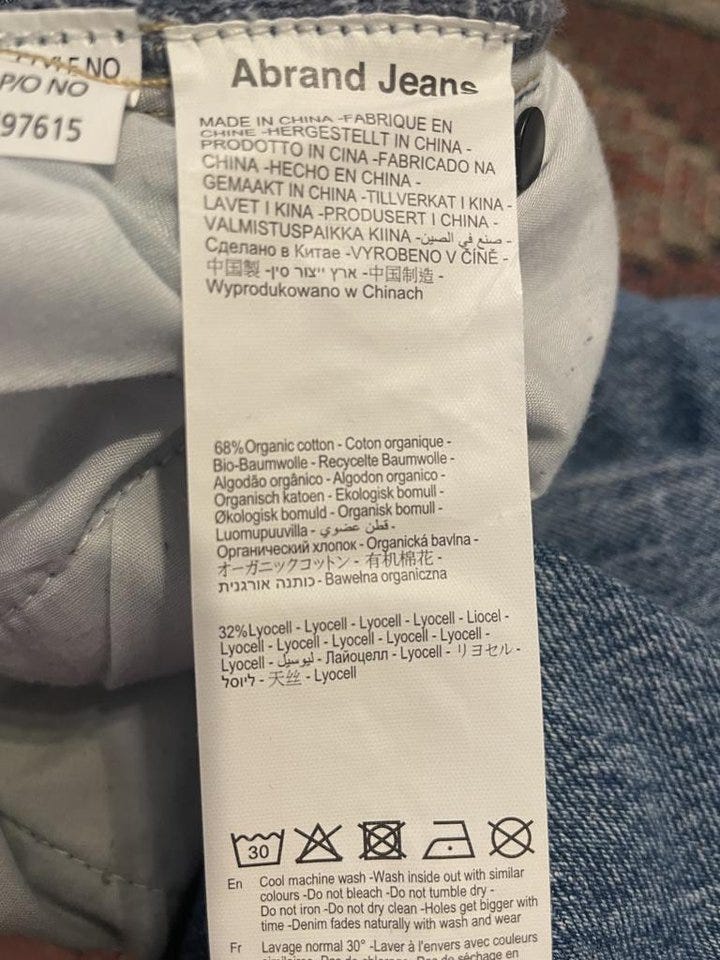 NO
P/O NO
97615
Abrand Jeans
MADE IN CHINA -FABRIQUE EN
CHINE -HERGESTELLT IN CHINA -
PRODOTTO IN CINA -FABRICADO NA
CHINA -HECHO EN CHINA -
GEMAAKT IN CHINA -TILLVERKAT I KINA -
LAVET I KINA -PRODUSERT I CHINA -
VALMISTUSPAIKKA KIINA -صنع في الصين -
Сделано в Китае -VYROBENO V ČÍNĚ -
中国製 -ארץ ייצור סין -中国制造 -
Wyprodukowano w Chinach
68%Organic cotton - Coton organique -
Bio-Baumwolle - Recycelte Baumwolle -
Algodão orgânico - Algodon organico -
Organisch katoen - Ekologisk bomull -
Økologisk bomuld - Organisk bomull -
Luomupuuvilla - قطن عضوي -
Органический хлопок - Organická bavlna -
オーガニックコットン - 有机棉花 -
כותנה אורגנית - Bawełna organiczna
32%Lyocell - Lyocell - Lyocell - Lyocell - Liocel -
Lyocell - Lyocell - Lyocell - Lyocell - Lyocell -
Lyocell - ليوسيل - Лайоцелл - Lyocell - リヨセル -
ליוסל - 天丝 - Lyocell
30
En Cool machine wash -Wash inside out with similar
colours -Do not bleach -Do not tumble dry -
Do not iron -Do not dry clean -Holes get bigger with
time -Denim fades naturally with wash and wear
Fr Lavage normal 30° -Laver à l'envers avec couleurs